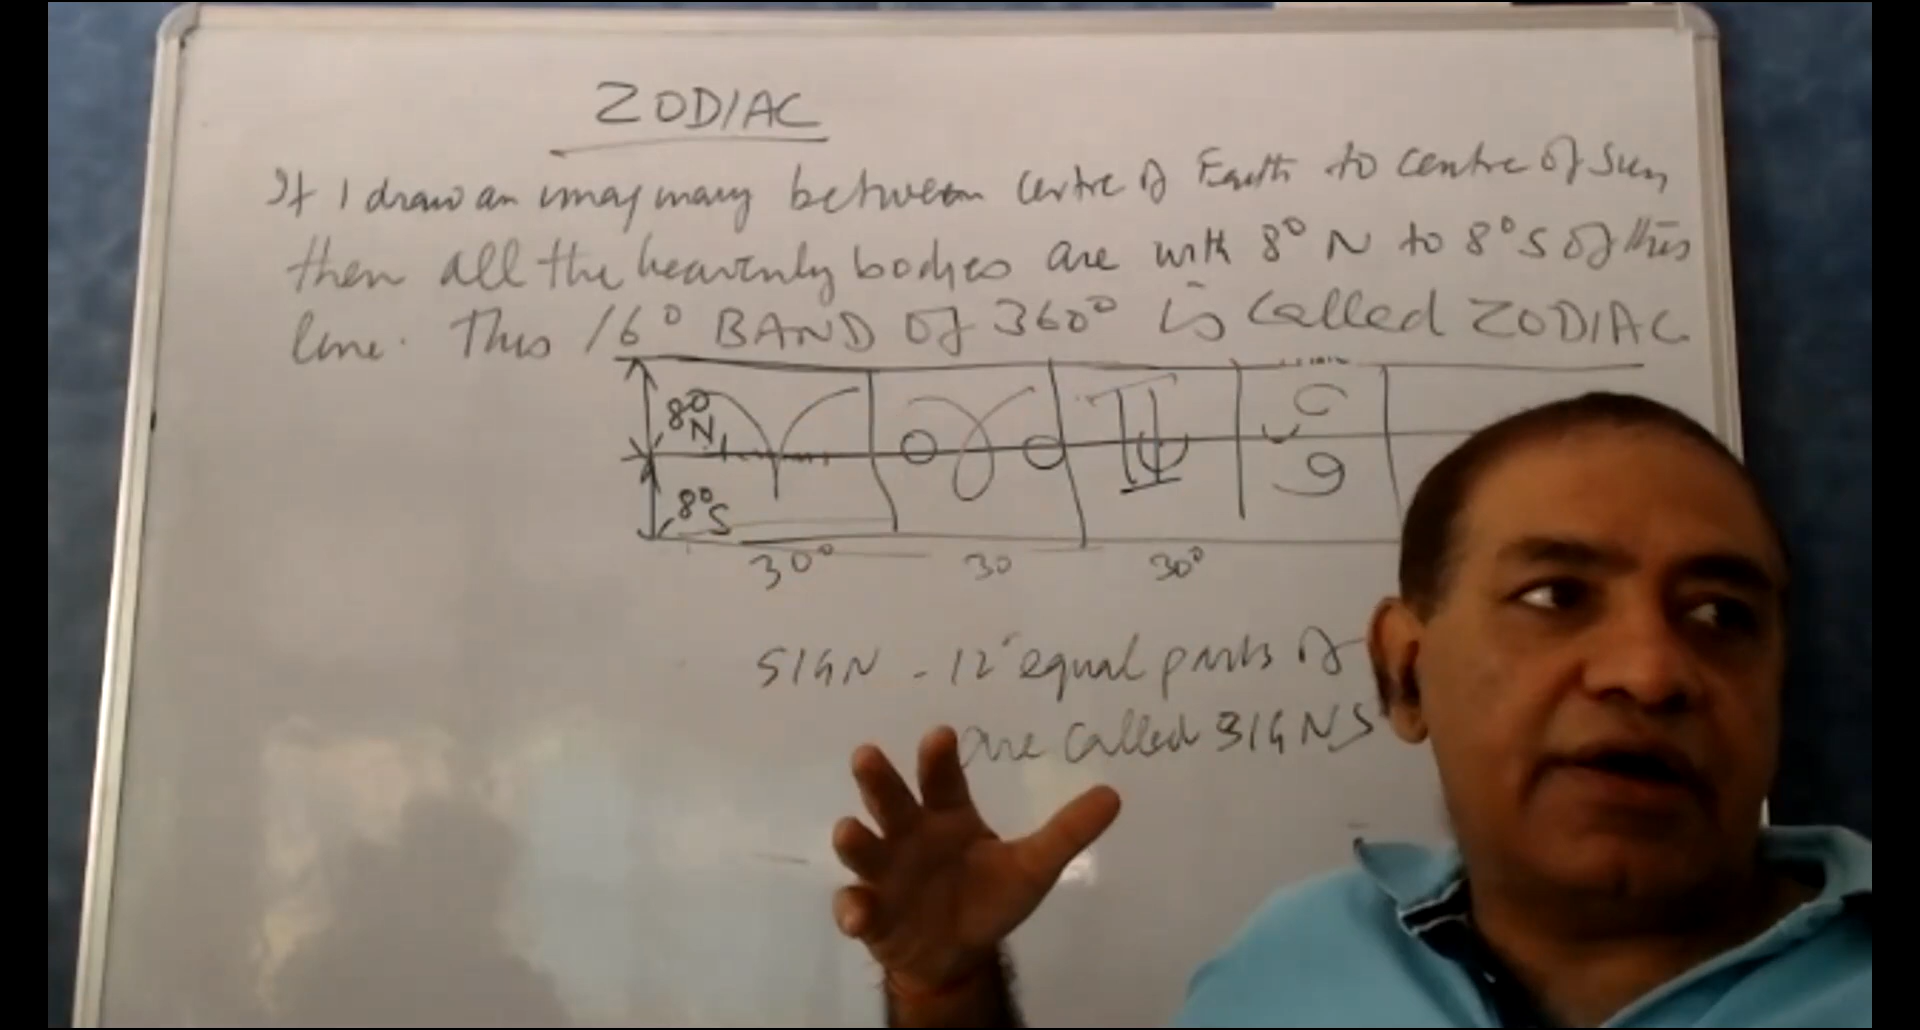 ZODIAC
If I draw an imaginary between centre of Earth to centre of Sun,
then all the heavenly bodies are with 8° N to 8° S of this
line. This 16° BAND of 360° is called ZODIAC
8°
N
8°S
30° 30 30°
SIGN - 12 equal parts of
are called SIGNS